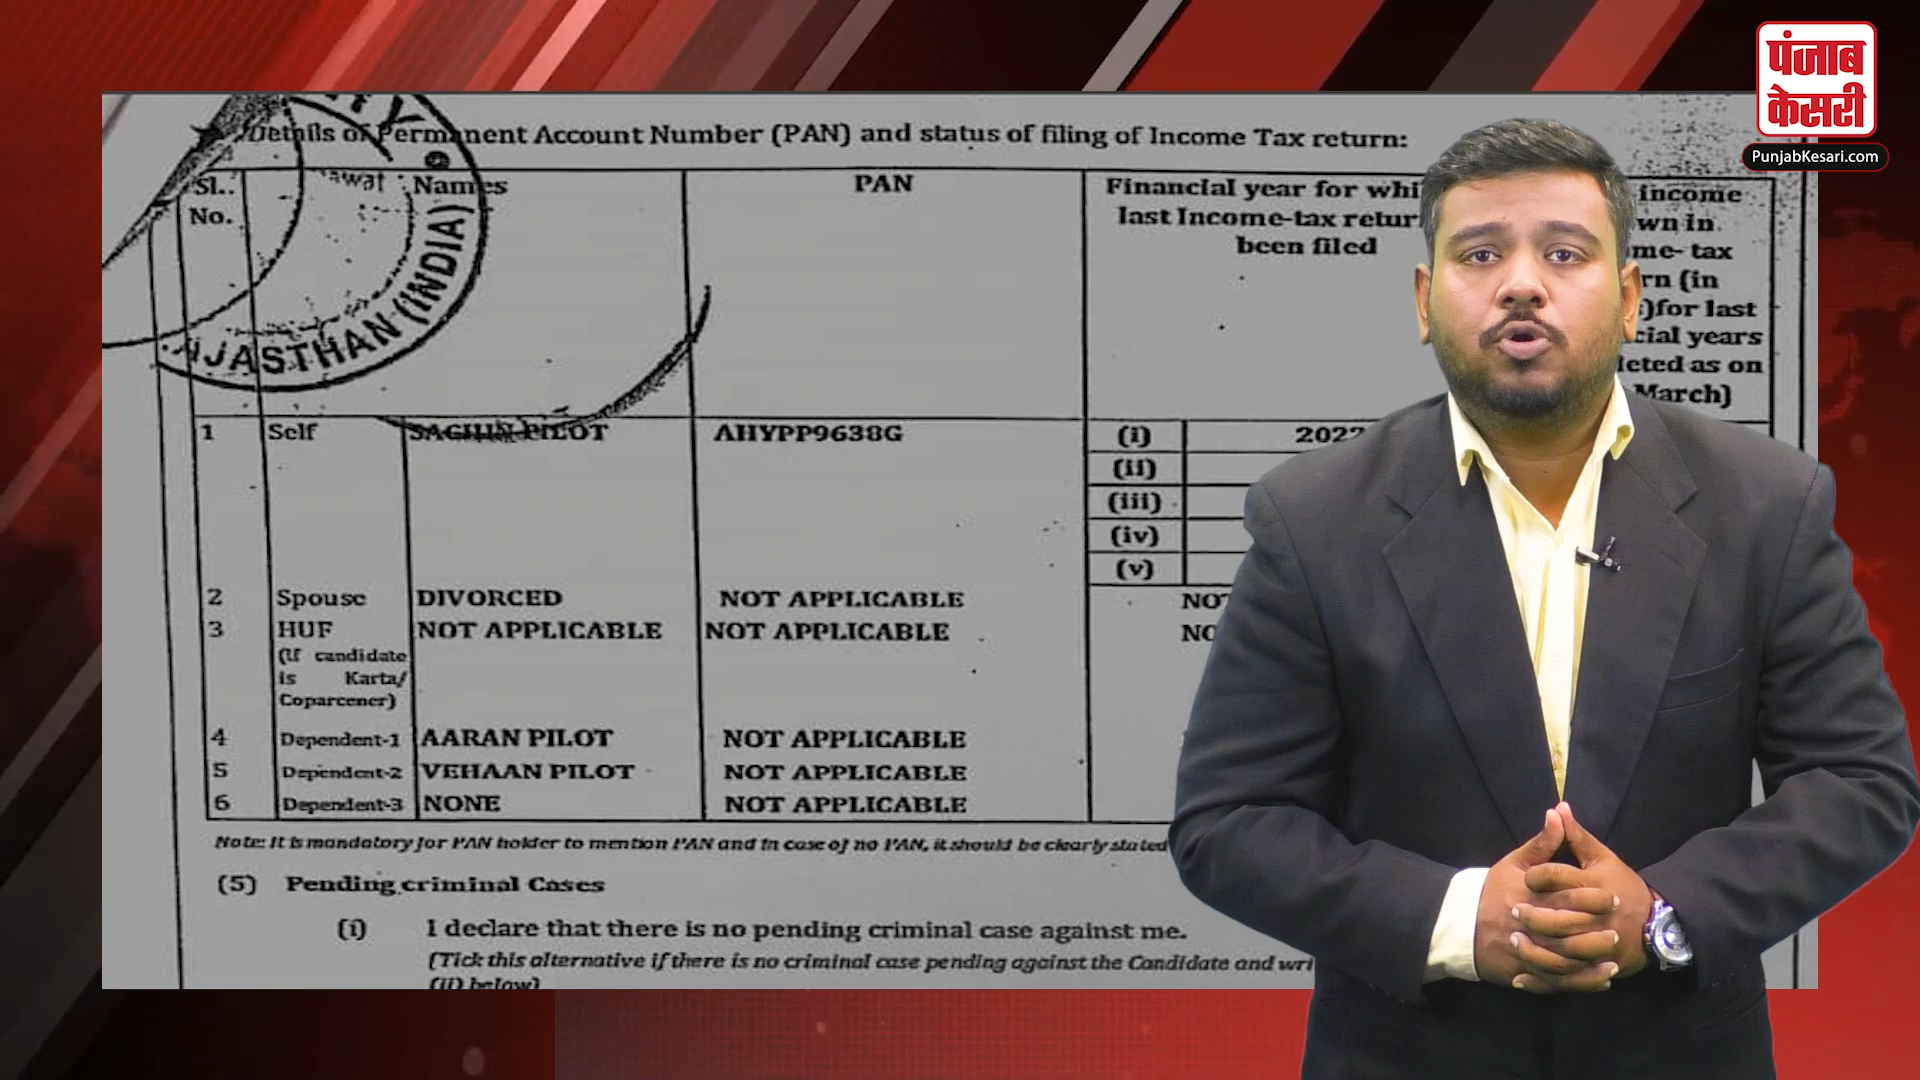 पंजाब
केसरी
PunjabKesari.com
Details of Permanent Account Number (PAN) and status of filing of Income Tax return:
Sl..
No.
Names
PAN
Financial year for whi
last Income-tax retur
been filed
income
wn in
me- tax
rn (in
)for last
cial years
leted as on
March)
RAJASTHAN (INDIA)
1 Self SACHIN PILOT AHYPP9638G (i) 2022
(ii)
(iii)
(iv)
(v)
2 Spouse DIVORCED NOT APPLICABLE NOT
3 HUF NOT APPLICABLE NOT APPLICABLE NO
(If candidate
is Karta/
Coparcener)
4 Dependent-1 AARAN PILOT NOT APPLICABLE
5 Dependent-2 VEHAAN PILOT NOT APPLICABLE
6 Dependent-3 NONE NOT APPLICABLE
Note: It is mandatory for PAN holder to mention PAN and in case of no PAN, it should be clearly stated
(5) Pending criminal Cases
(i) I declare that there is no pending criminal case against me.
(Tick this alternative if there is no criminal case pending against the Candidate and wri
(ii) below)